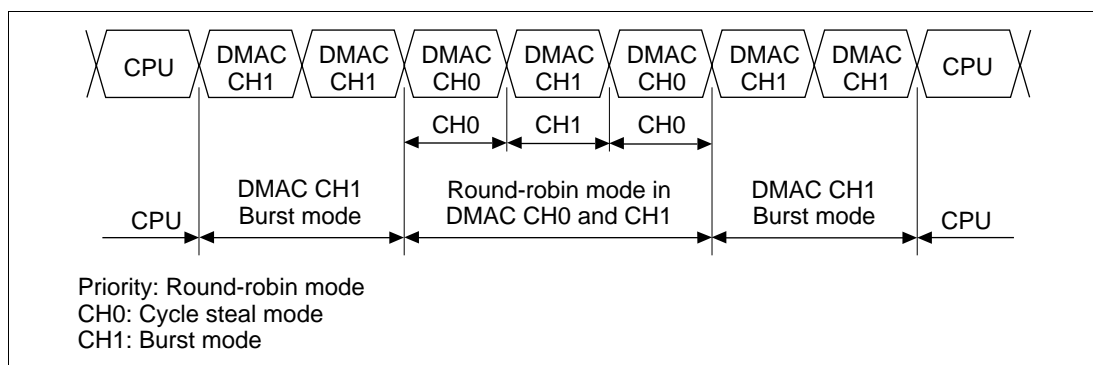 CPU DMAC CH1 DMAC CH1 DMAC CH0 DMAC CH1 DMAC CH0 DMAC CH1 DMAC CH1 CPU
CH0 CH1 CH0
CPU
DMAC CH1
Burst mode
Round-robin mode in
DMAC CH0 and CH1
DMAC CH1
Burst mode
CPU
Priority: Round-robin mode
CH0: Cycle steal mode
CH1: Burst mode